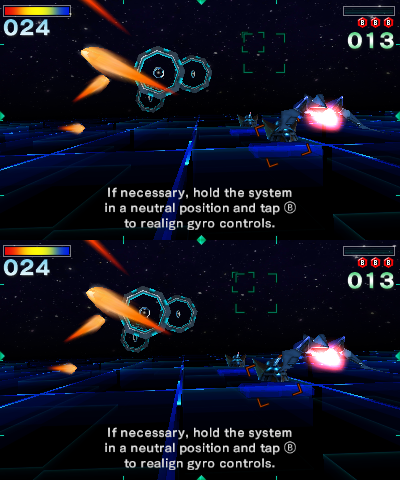 024
B B B
013
If necessary, hold the system
in a neutral position and tap Ⓑ
to realign gyro controls.
024
B B B
013
If necessary, hold the system
in a neutral position and tap Ⓑ
to realign gyro controls.